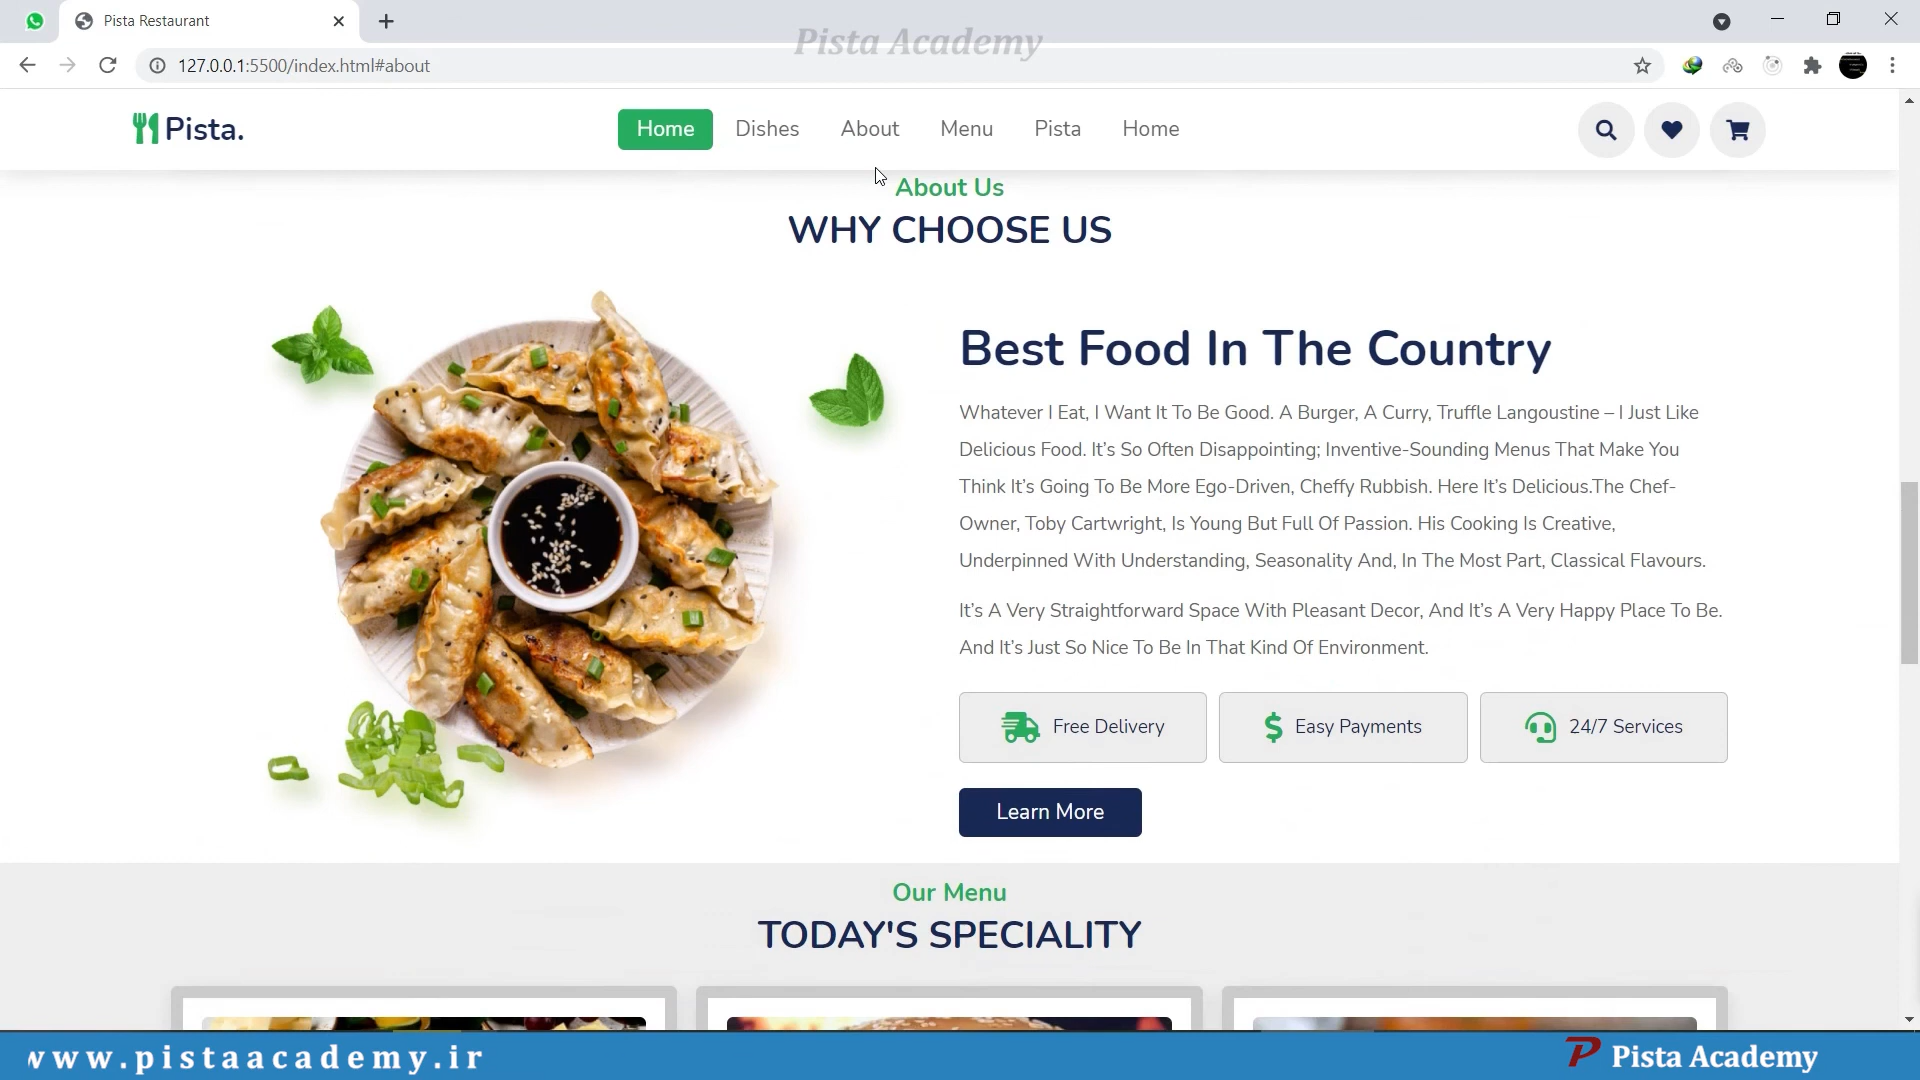 Pista Restaurant
Pista Academy
127.0.0.1:5500/index.html#about
Pista.
Home
Dishes
About
Menu
Pista
Home
About Us
WHY CHOOSE US
Best Food In The Country
Whatever I Eat, I Want It To Be Good. A Burger, A Curry, Truffle Langoustine – I Just Like
Delicious Food. It’s So Often Disappointing; Inventive-Sounding Menus That Make You
Think It’s Going To Be More Ego-Driven, Cheffy Rubbish. Here It’s Delicious.The Chef-
Owner, Toby Cartwright, Is Young But Full Of Passion. His Cooking Is Creative,
Underpinned With Understanding, Seasonality And, In The Most Part, Classical Flavours.
It’s A Very Straightforward Space With Pleasant Decor, And It’s A Very Happy Place To Be.
And It’s Just So Nice To Be In That Kind Of Environment.
Free Delivery
Easy Payments
24/7 Services
Learn More
Our Menu
TODAY'S SPECIALITY
www.pistaacademy.ir
Pista Academy